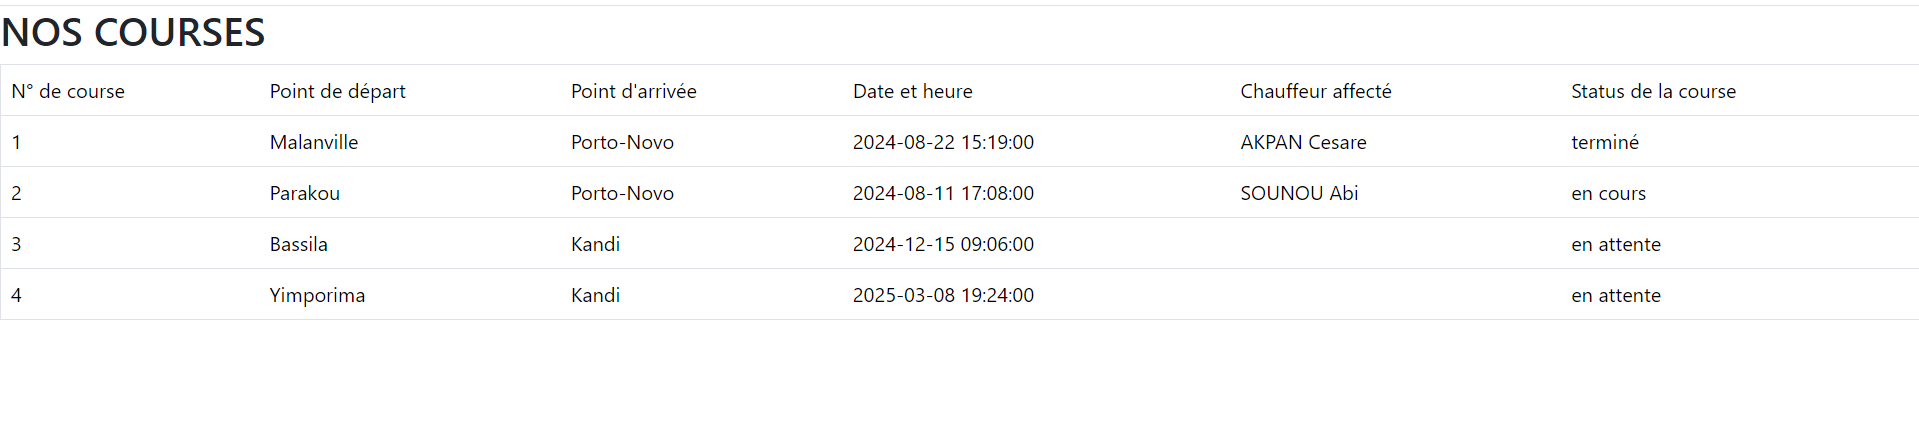 NOS COURSES
N° de course Point de départ Point d'arrivée Date et heure Chauffeur affecté Status de la course
1 Malanville Porto-Novo 2024-08-22 15:19:00 AKPAN Cesare terminé
2 Parakou Porto-Novo 2024-08-11 17:08:00 SOUNOU Abi en cours
3 Bassila Kandi 2024-12-15 09:06:00 en attente
4 Yimporima Kandi 2025-03-08 19:24:00 en attente